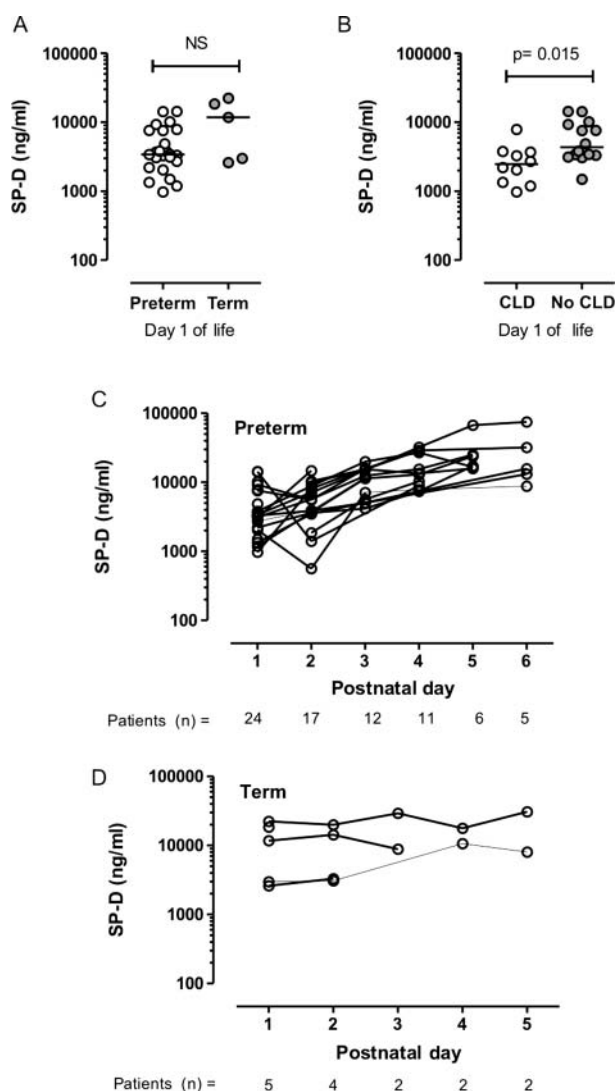 A
B
NS
p= 0.015
SP-D (ng/ml)
100000
10000
1000
100
Preterm Term
Day 1 of life
SP-D (ng/ml)
100000
10000
1000
100
CLD No CLD
Day 1 of life
C
Preterm
SP-D (ng/ml)
100000
10000
1000
100
1 2 3 4 5 6
Postnatal day
Patients (n) = 24 17 12 11 6 5
D
Term
SP-D (ng/ml)
100000
10000
1000
100
1 2 3 4 5
Postnatal day
Patients (n) = 5 4 2 2 2